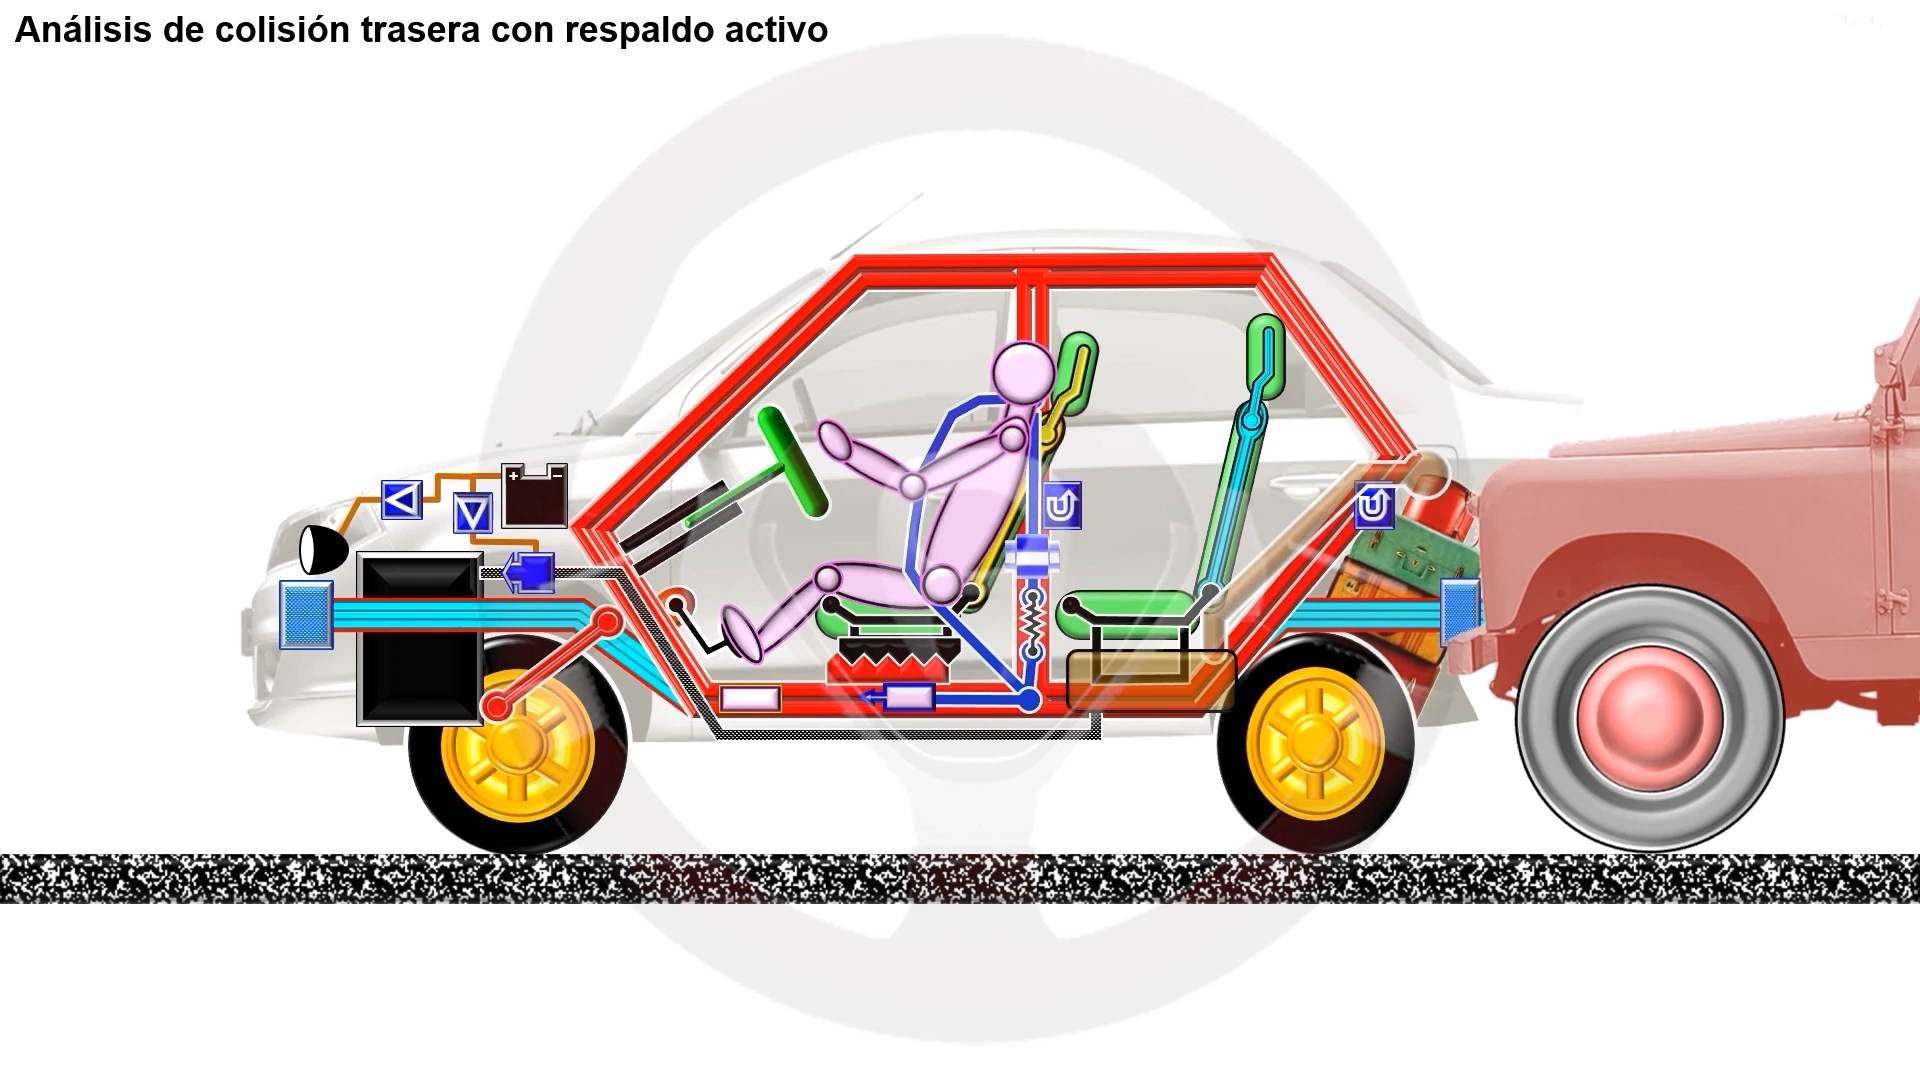 Análisis de colisión trasera con respaldo activo
+ −